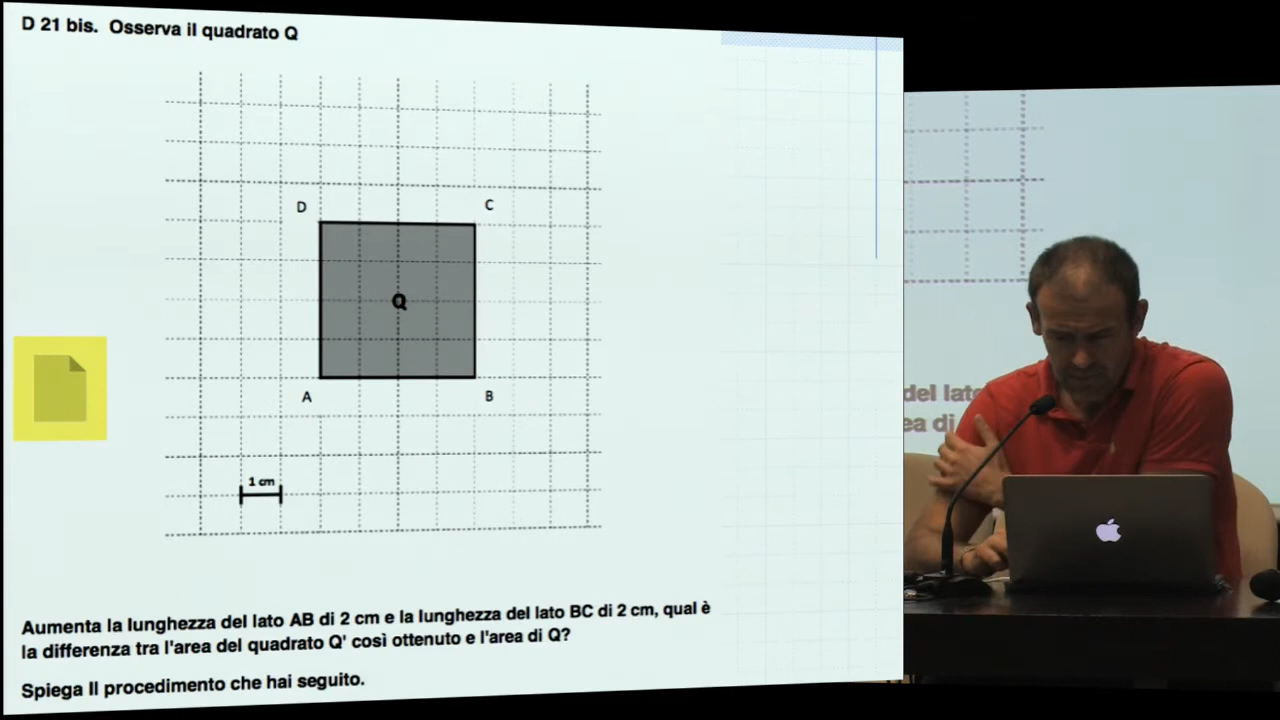 D 21 bis. Osserva il quadrato Q
D
C
Q
A
B
1 cm
Aumenta la lunghezza del lato AB di 2 cm e la lunghezza del lato BC di 2 cm, qual è
la differenza tra l'area del quadrato Q' così ottenuto e l'area di Q?
Spiega Il procedimento che hai seguito.
del lato
ea di